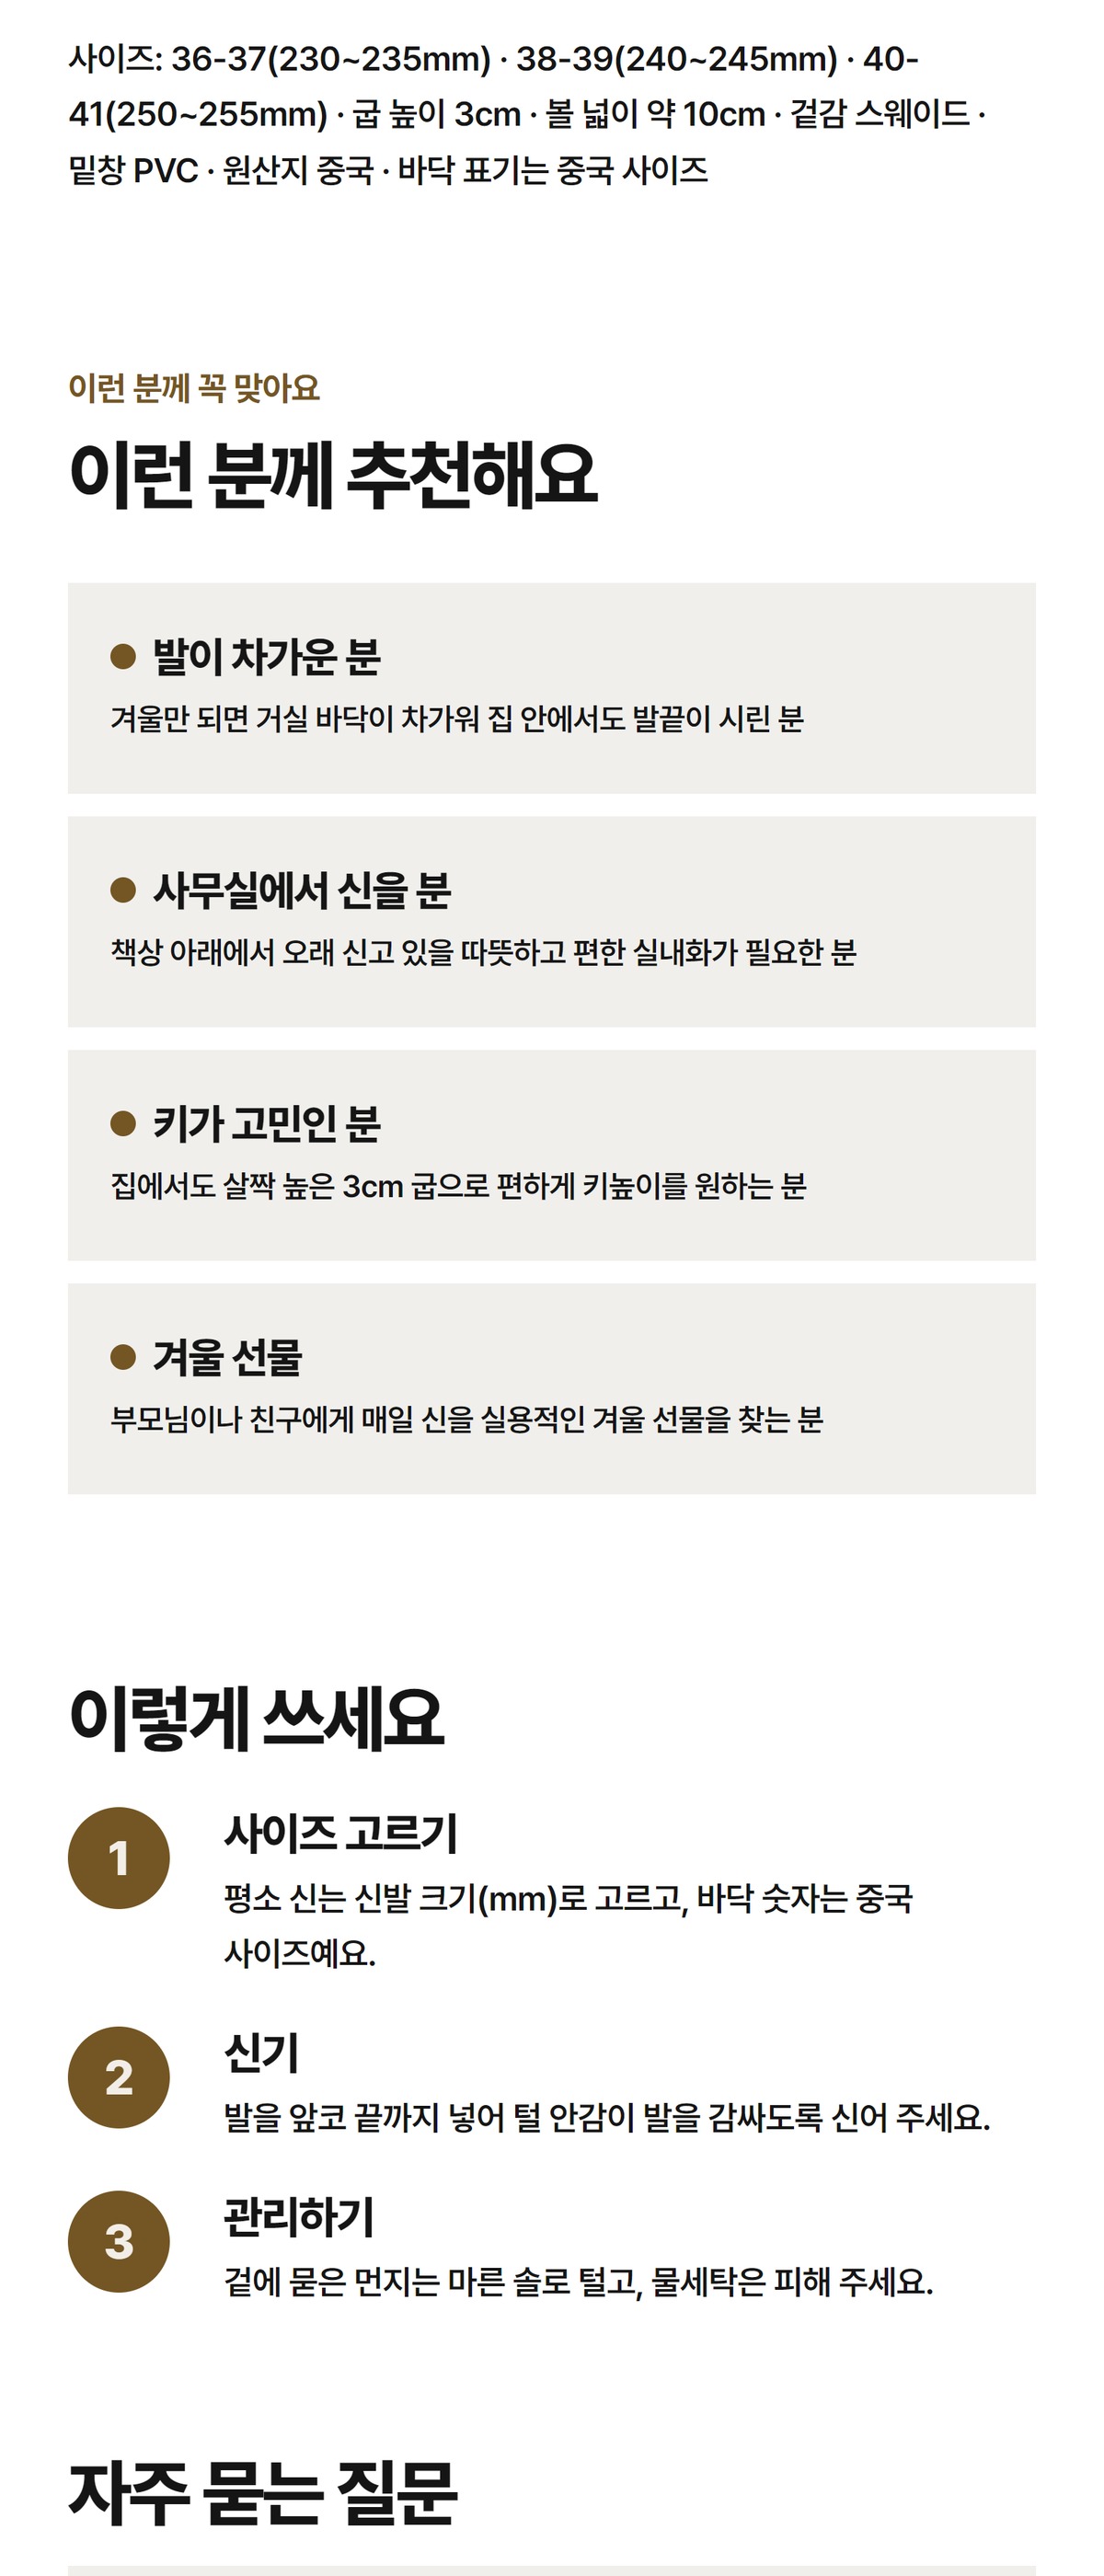 사이즈: 36-37(230~235mm) · 38-39(240~245mm) · 40-
41(250~255mm) · 굽 높이 3cm · 볼 넓이 약 10cm · 겉감 스웨이드 ·
밑창 PVC · 원산지 중국 · 바닥 표기는 중국 사이즈
이런 분께 꼭 맞아요
이런 분께 추천해요
발이 차가운 분
겨울만 되면 거실 바닥이 차가워 집 안에서도 발끝이 시린 분
사무실에서 신을 분
책상 아래에서 오래 신고 있을 따뜻하고 편한 실내화가 필요한 분
키가 고민인 분
집에서도 살짝 높은 3cm 굽으로 편하게 키높이를 원하는 분
겨울 선물
부모님이나 친구에게 매일 신을 실용적인 겨울 선물을 찾는 분
이렇게 쓰세요
1
사이즈 고르기
평소 신는 신발 크기(mm)로 고르고, 바닥 숫자는 중국
사이즈예요.
2
신기
발을 앞코 끝까지 넣어 털 안감이 발을 감싸도록 신어 주세요.
3
관리하기
겉에 묻은 먼지는 마른 솔로 털고, 물세탁은 피해 주세요.
자주 묻는 질문